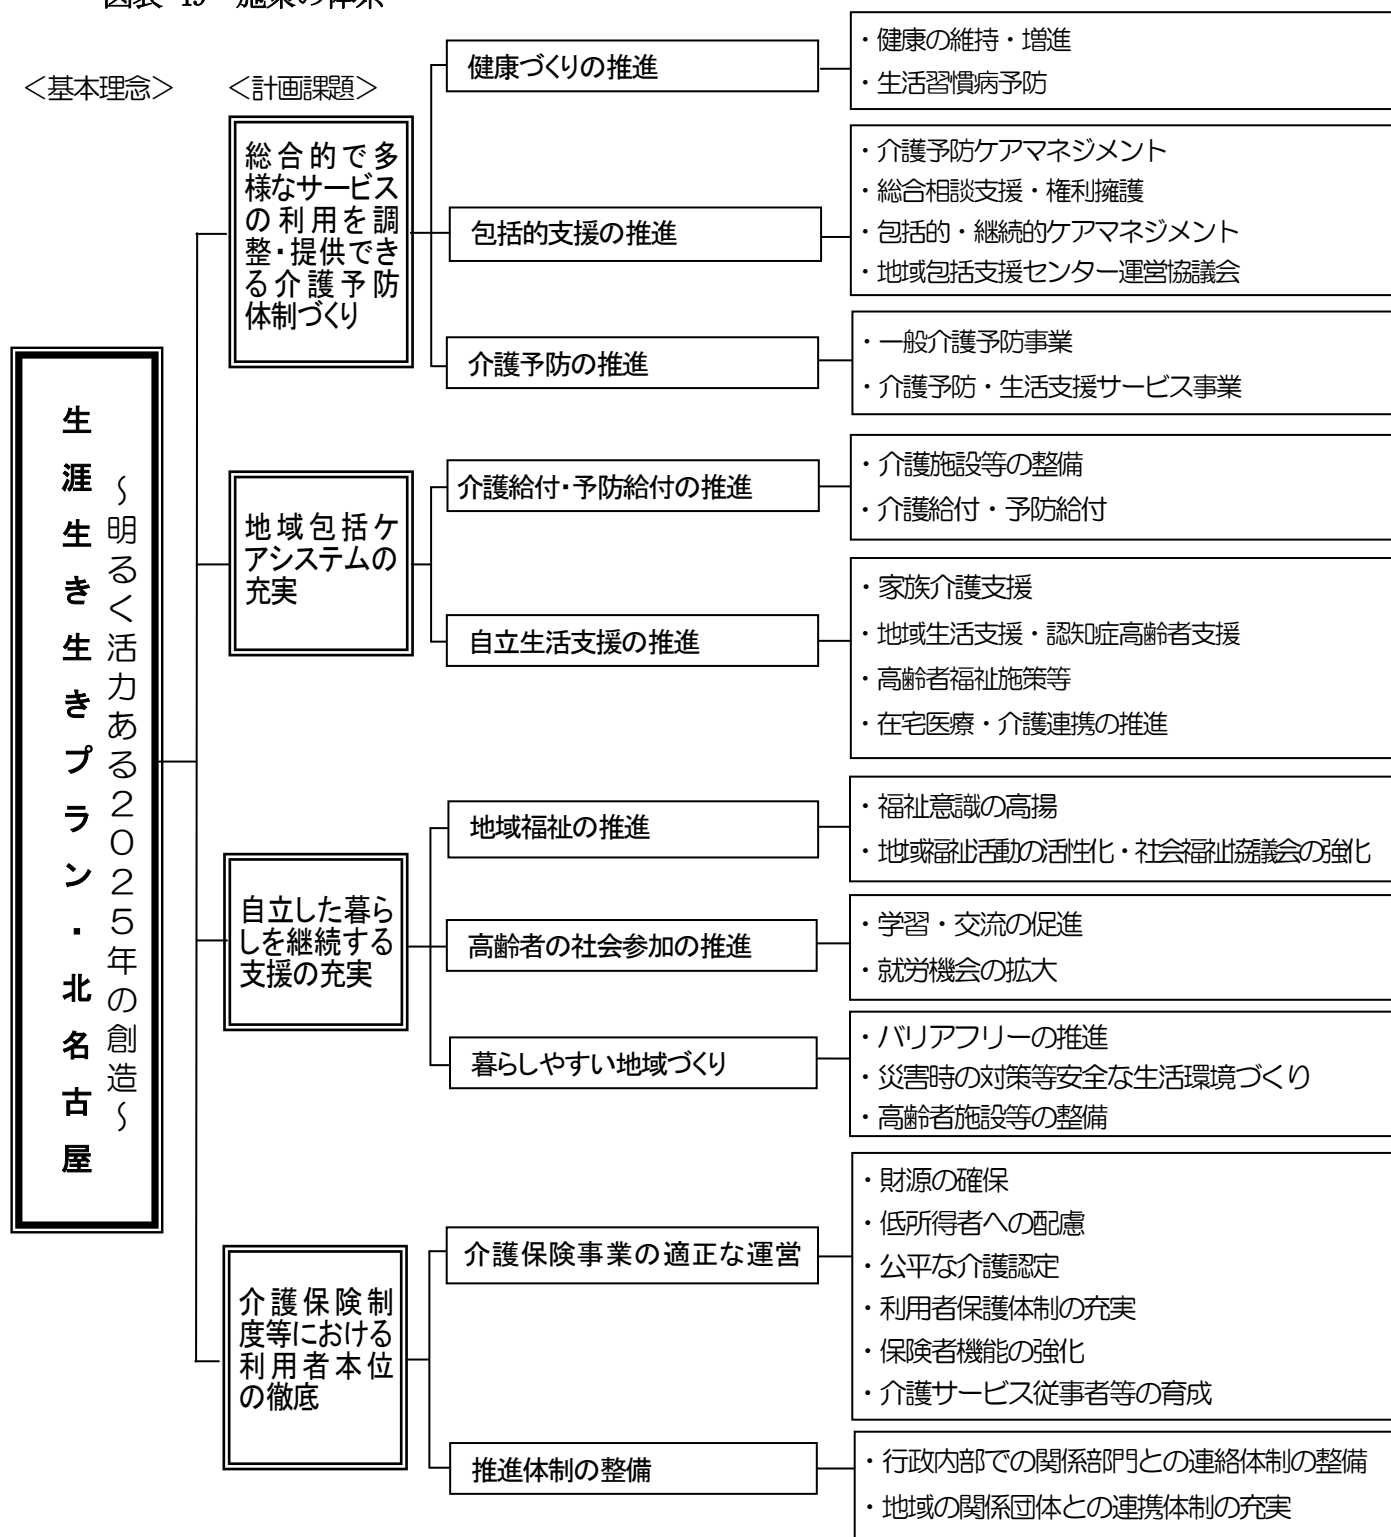 図表 45 施策の体系
＜基本理念＞
＜計画課題＞
生涯生き生きプラン・北名古屋
～明るく活力ある２０２５年の創造～
総合的で多
様なサービス
の利用を調
整・提供でき
る介護予防
体制づくり
健康づくりの推進
・健康の維持・増進
・生活習慣病予防
包括的支援の推進
・介護予防ケアマネジメント
・総合相談支援・権利擁護
・包括的・継続的ケアマネジメント
・地域包括支援センター運営協議会
介護予防の推進
・一般介護予防事業
・介護予防・生活支援サービス事業
地域包括ケ
アシステムの
充実
介護給付・予防給付の推進
・介護施設等の整備
・介護給付・予防給付
自立生活支援の推進
・家族介護支援
・地域生活支援・認知症高齢者支援
・高齢者福祉施策等
・在宅医療・介護連携の推進
自立した暮ら
しを継続する
支援の充実
地域福祉の推進
・福祉意識の高揚
・地域福祉活動の活性化・社会福祉協議会の強化
高齢者の社会参加の推進
・学習・交流の促進
・就労機会の拡大
暮らしやすい地域づくり
・バリアフリーの推進
・災害時の対策等安全な生活環境づくり
・高齢者施設等の整備
介護保険制
度等における
利用者本位
の徹底
介護保険事業の適正な運営
・財源の確保
・低所得者への配慮
・公平な介護認定
・利用者保護体制の充実
・保険者機能の強化
・介護サービス従事者等の育成
推進体制の整備
・行政内部での関係部門との連絡体制の整備
・地域の関係団体との連携体制の充実